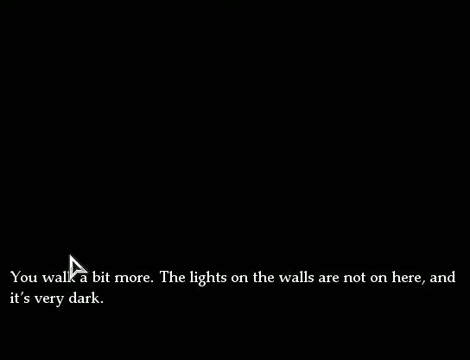 You walk a bit more. The lights on the walls are not on here, and
it's very dark.